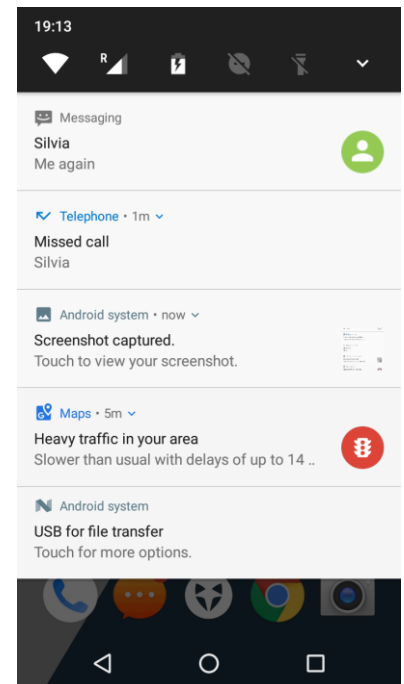 19:13
R
Messaging
Silvia
Me again
Telephone • 1m
Missed call
Silvia
Android system • now
Screenshot captured.
Touch to view your screenshot.
Maps • 5m
Heavy traffic in your area
Slower than usual with delays of up to 14 ..
Android system
USB for file transfer
Touch for more options.